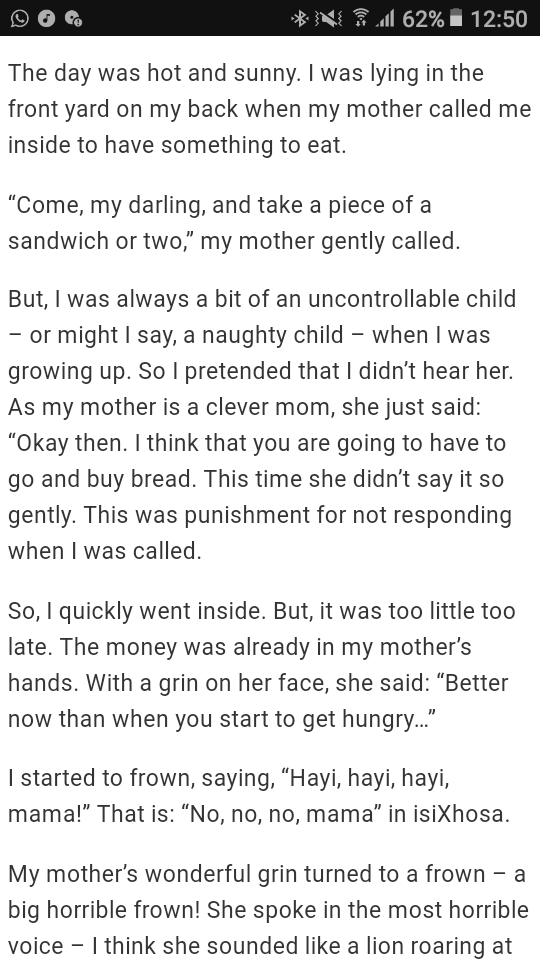 62% 12:50
The day was hot and sunny. I was lying in the
front yard on my back when my mother called me
inside to have something to eat.
“Come, my darling, and take a piece of a
sandwich or two,” my mother gently called.
But, I was always a bit of an uncontrollable child
– or might I say, a naughty child – when I was
growing up. So I pretended that I didn’t hear her.
As my mother is a clever mom, she just said:
“Okay then. I think that you are going to have to
go and buy bread. This time she didn’t say it so
gently. This was punishment for not responding
when I was called.
So, I quickly went inside. But, it was too little too
late. The money was already in my mother’s
hands. With a grin on her face, she said: “Better
now than when you start to get hungry…”
I started to frown, saying, “Hayi, hayi, hayi,
mama!” That is: “No, no, no, mama” in isiXhosa.
My mother’s wonderful grin turned to a frown – a
big horrible frown! She spoke in the most horrible
voice – I think she sounded like a lion roaring at